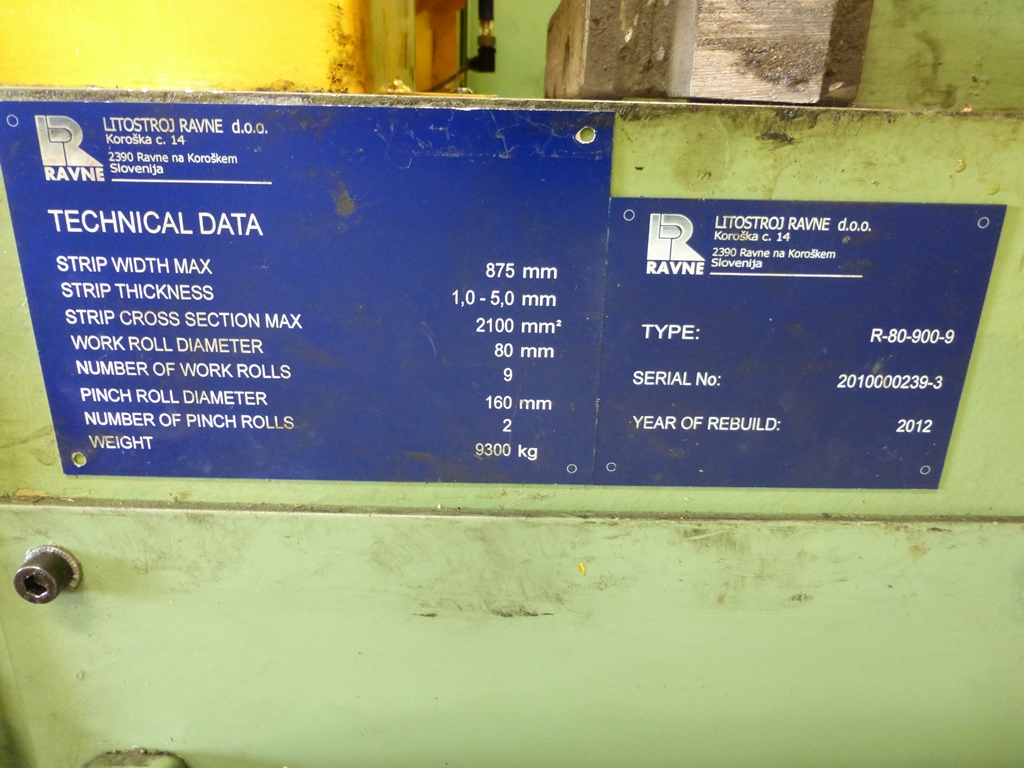 LITOSTROJ RAVNE d.o.o.
Koroška c. 14
2390 Ravne na Koroškem
Slovenija
RAVNE
TECHNICAL DATA
STRIP WIDTH MAX 875 mm
STRIP THICKNESS 1,0 - 5,0 mm
STRIP CROSS SECTION MAX 2100 mm²
WORK ROLL DIAMETER 80 mm
NUMBER OF WORK ROLLS 9
PINCH ROLL DIAMETER 160 mm
NUMBER OF PINCH ROLLS 2
WEIGHT 9300 kg
LITOSTROJ RAVNE d.o.o.
Koroška c. 14
2390 Ravne na Koroškem
Slovenija
RAVNE
TYPE: R-80-900-9
SERIAL No: 2010000239-3
YEAR OF REBUILD: 2012